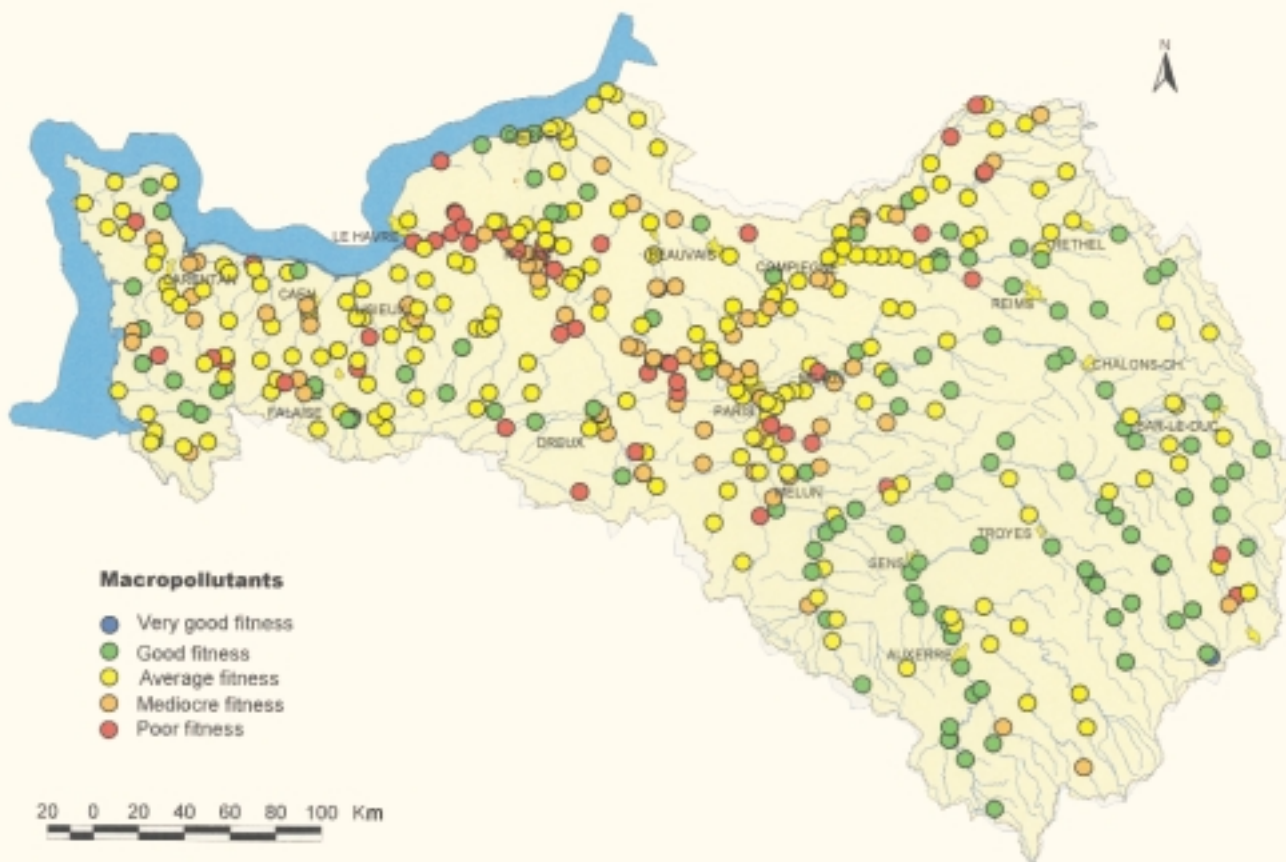 N
LE HAVRE
BEAUVAIS
COMPIEGNE
RETHEL
CARENTAN
CAEN
LISIEUX
REIMS
CHALONS-CH.
FALAISE
DREUX
PARIS
BAR-LE-DUC
MELUN
TROYES
SENS
AUXERRE
Macropollutants
Very good fitness
Good fitness
Average fitness
Mediocre fitness
Poor fitness
20 0 20 40 60 80 100 Km